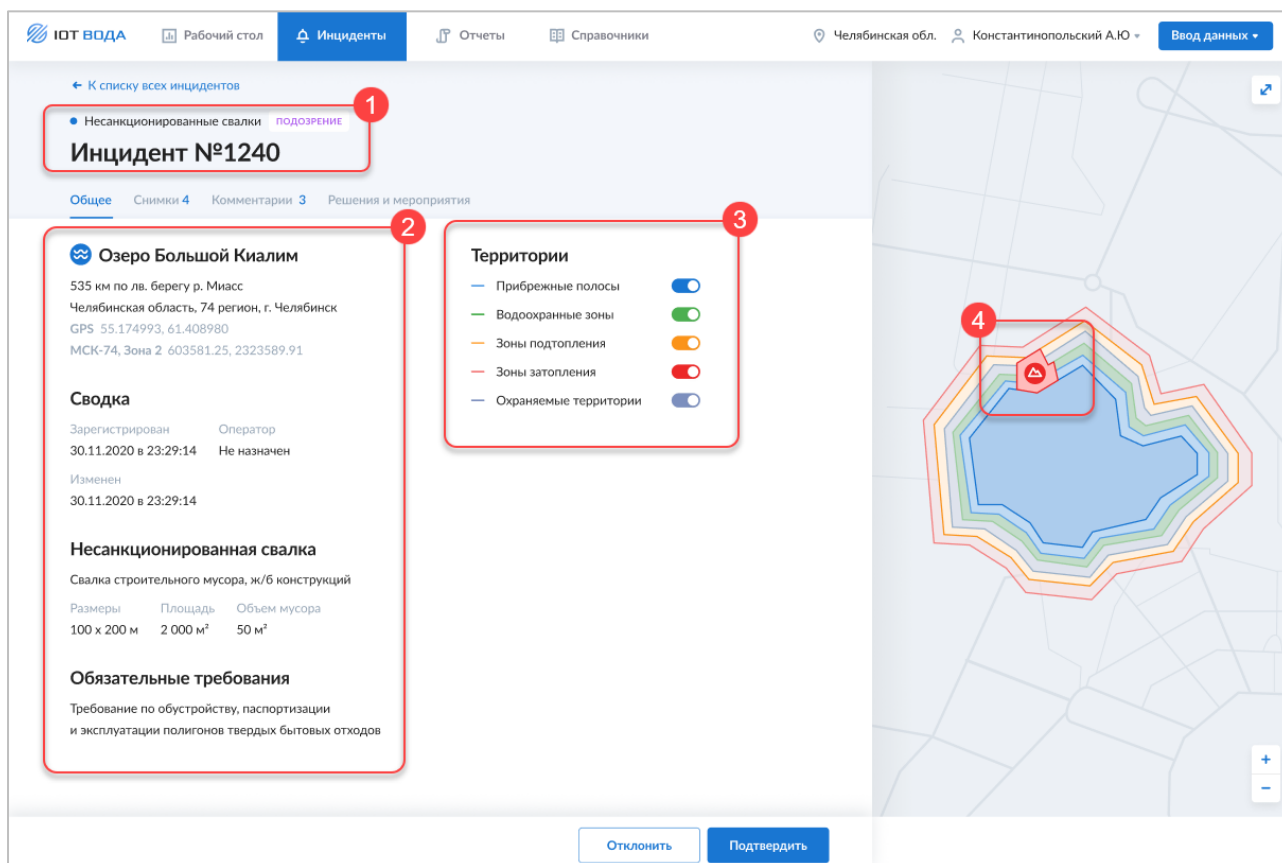 IOT ВОДА Рабочий стол Инциденты Отчеты Справочники Челябинская обл. Константинопольский А.Ю Ввод данных
К списку всех инцидентов
1
Несанкционированные свалки ПОДОЗРЕНИЕ
Инцидент №1240
Общее Снимки 4 Комментарии 3 Решения и мероприятия
2
Озеро Большой Киалим
535 км по лв. берегу р. Миасс
Челябинская область, 74 регион, г. Челябинск
GPS 55.174993, 61.408980
МСК-74, Зона 2 603581.25, 2323589.91
Сводка
Зарегистрирован Оператор
30.11.2020 в 23:29:14 Не назначен
Изменен
30.11.2020 в 23:29:14
Несанкционированная свалка
Свалка строительного мусора, ж/б конструкций
Размеры Площадь Объем мусора
100 х 200 м 2 000 м² 50 м²
Обязательные требования
Требование по обустройству, паспортизации
и эксплуатации полигонов твердых бытовых отходов
3
Территории
Прибрежные полосы
Водоохранные зоны
Зоны подтопления
Зоны затопления
Охраняемые территории
4
+
−
Отклонить Подтвердить